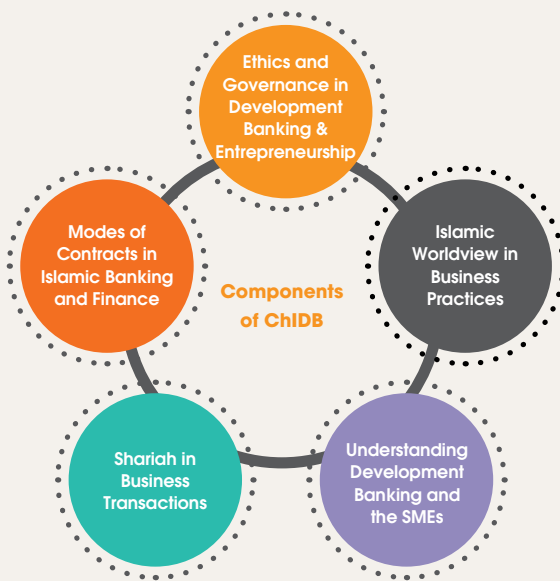 Ethics and
Governance in
Development
Banking &
Entrepreneurship
Modes of
Contracts in
Islamic Banking
and Finance
Islamic
Worldview in
Business
Practices
Components
of ChIDB
Shariah in
Business
Transactions
Understanding
Development
Banking and
the SMEs